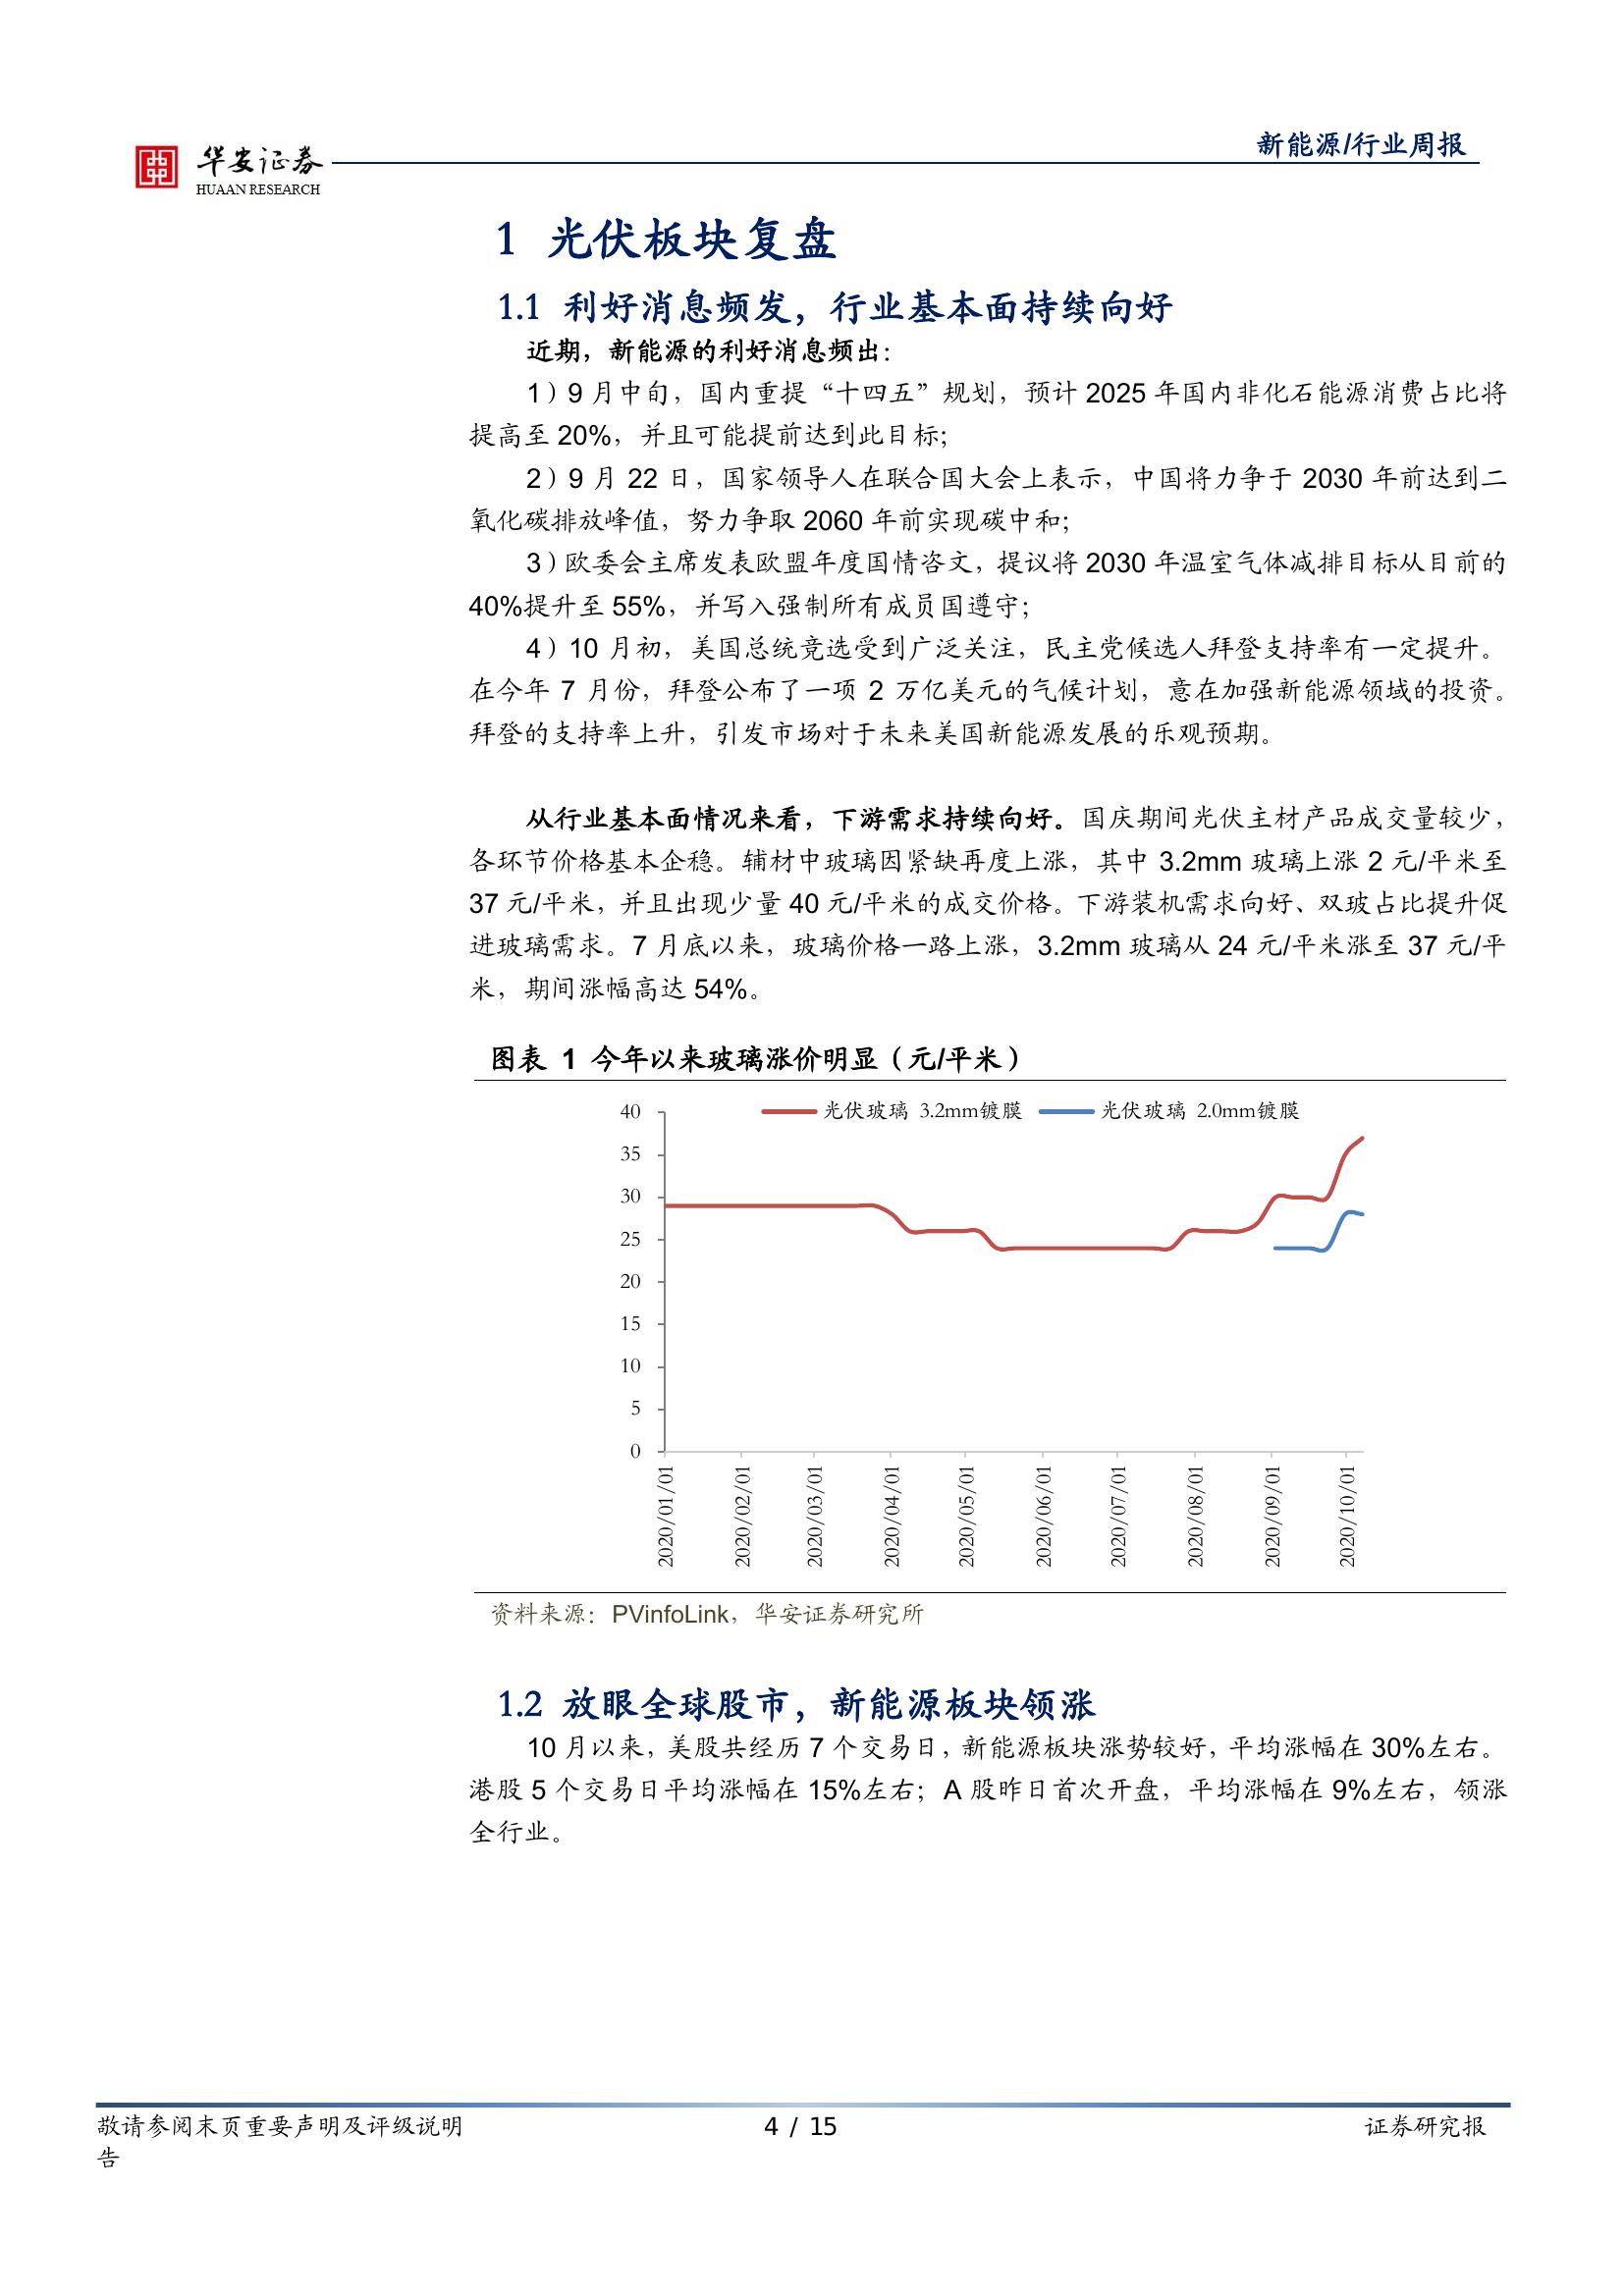 华安证券
HUAAN RESEARCH
新能源/行业周报
1 光伏板块复盘
1.1 利好消息频发，行业基本面持续向好
近期，新能源的利好消息频出：
1）9 月中旬，国内重提“十四五”规划，预计 2025 年国内非化石能源消费占比将
提高至 20%，并且可能提前达到此目标；
2）9 月 22 日，国家领导人在联合国大会上表示，中国将力争于 2030 年前达到二
氧化碳排放峰值，努力争取 2060 年前实现碳中和；
3）欧委会主席发表欧盟年度国情咨文，提议将 2030 年温室气体减排目标从目前的
40%提升至 55%，并写入强制所有成员国遵守；
4）10 月初，美国总统竞选受到广泛关注，民主党候选人拜登支持率有一定提升。
在今年 7 月份，拜登公布了一项 2 万亿美元的气候计划，意在加强新能源领域的投资。
拜登的支持率上升，引发市场对于未来美国新能源发展的乐观预期。
从行业基本面情况来看，下游需求持续向好。国庆期间光伏主材产品成交量较少，
各环节价格基本企稳。辅材中玻璃因紧缺再度上涨，其中 3.2mm 玻璃上涨 2 元/平米至
37 元/平米，并且出现少量 40 元/平米的成交价格。下游装机需求向好、双玻占比提升促
进玻璃需求。7 月底以来，玻璃价格一路上涨，3.2mm 玻璃从 24 元/平米涨至 37 元/平
米，期间涨幅高达 54%。
图表 1 今年以来玻璃涨价明显（元/平米）
光伏玻璃 3.2mm镀膜
光伏玻璃 2.0mm镀膜
40
35
30
25
20
15
10
5
0
2020/01/01
2020/02/01
2020/03/01
2020/04/01
2020/05/01
2020/06/01
2020/07/01
2020/08/01
2020/09/01
2020/10/01
资料来源：PVinfoLink，华安证券研究所
1.2 放眼全球股市，新能源板块领涨
10 月以来，美股共经历 7 个交易日，新能源板块涨势较好，平均涨幅在 30%左右。
港股 5 个交易日平均涨幅在 15%左右；A 股昨日首次开盘，平均涨幅在 9%左右，领涨
全行业。
敬请参阅末页重要声明及评级说明
4 / 15
证券研究报
告